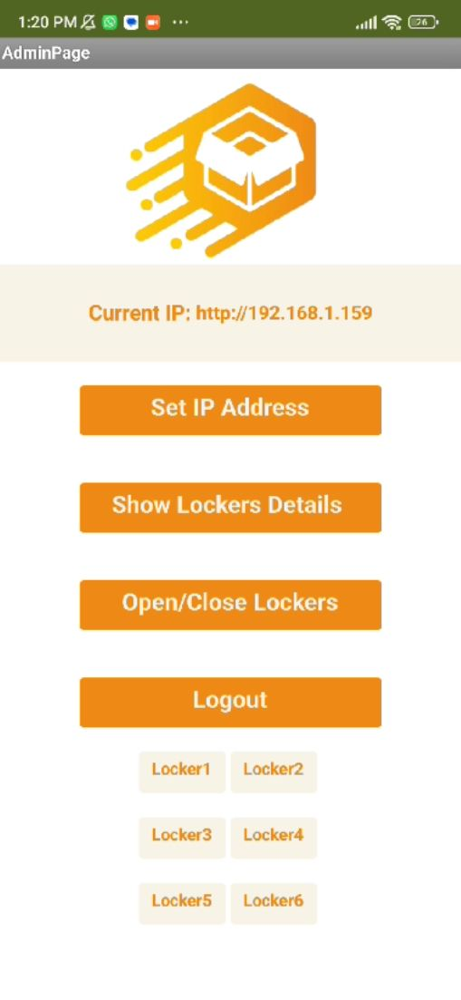 1:20 PM
26
AdminPage
Current IP: http://192.168.1.159
Set IP Address
Show Lockers Details
Open/Close Lockers
Logout
Locker1 Locker2
Locker3 Locker4
Locker5 Locker6